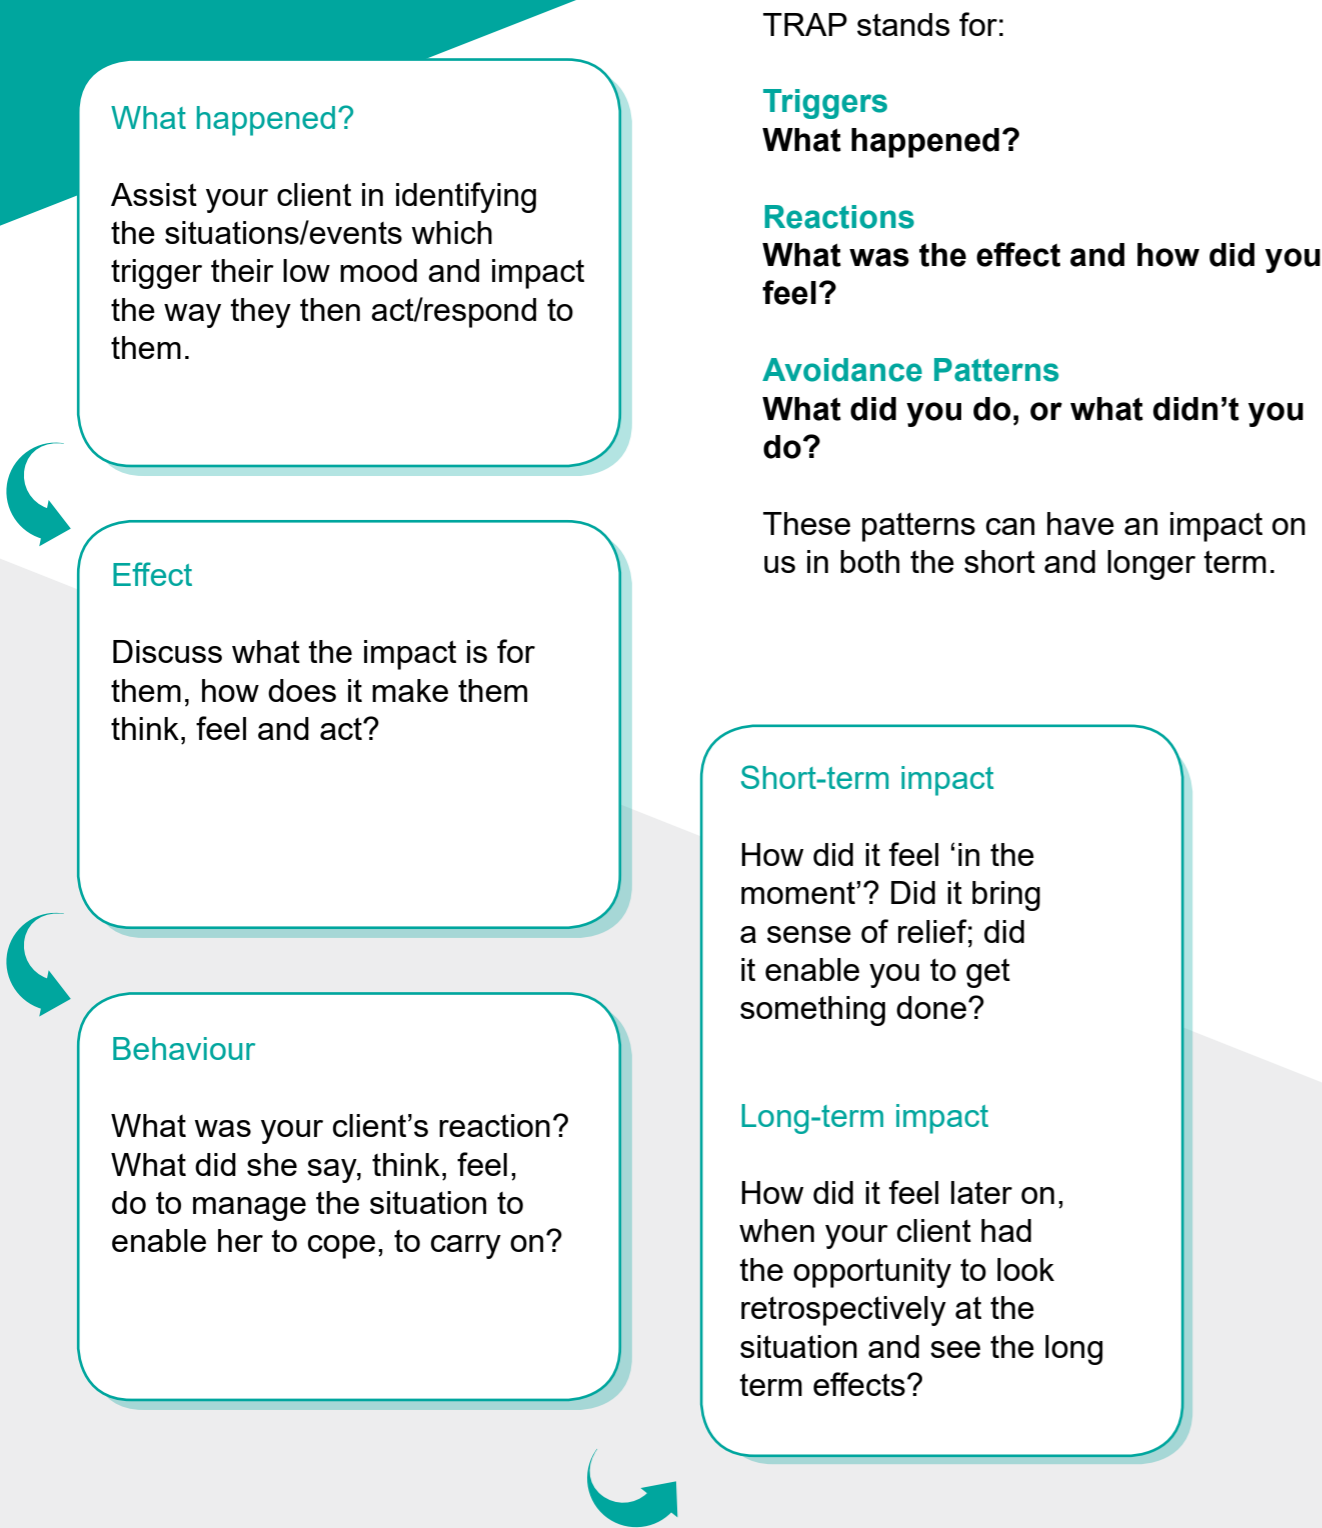 What happened?
Assist your client in identifying
the situations/events which
trigger their low mood and impact
the way they then act/respond to
them.
Effect
Discuss what the impact is for
them, how does it make them
think, feel and act?
Behaviour
What was your client’s reaction?
What did she say, think, feel,
do to manage the situation to
enable her to cope, to carry on?
TRAP stands for:
Triggers
What happened?
Reactions
What was the effect and how did you
feel?
Avoidance Patterns
What did you do, or what didn’t you
do?
These patterns can have an impact on
us in both the short and longer term.
Short-term impact
How did it feel ‘in the
moment’? Did it bring
a sense of relief; did
it enable you to get
something done?
Long-term impact
How did it feel later on,
when your client had
the opportunity to look
retrospectively at the
situation and see the long
term effects?